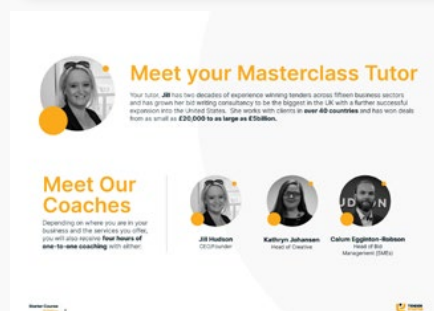 Meet your Masterclass Tutor
Your tutor, Jill has two decades of experience winning tenders across fifteen business sectors
and has grown her bid writing consultancy to be the biggest in the UK with a further successful
expansion into the United States. She works with clients in over 40 countries and has won deals
from as small as £20,000 to as large as £5billion.
Meet Our
Coaches
Depending on where you are in your
business and the services you offer,
you will also receive four hours of
one-to-one coaching with either:
Jill Hudson
CEO/Founder
Kathryn Johansen
Head of Creative
Calum Egginton-Robson
Head of Bid
Management (SMEs)
Starter Course